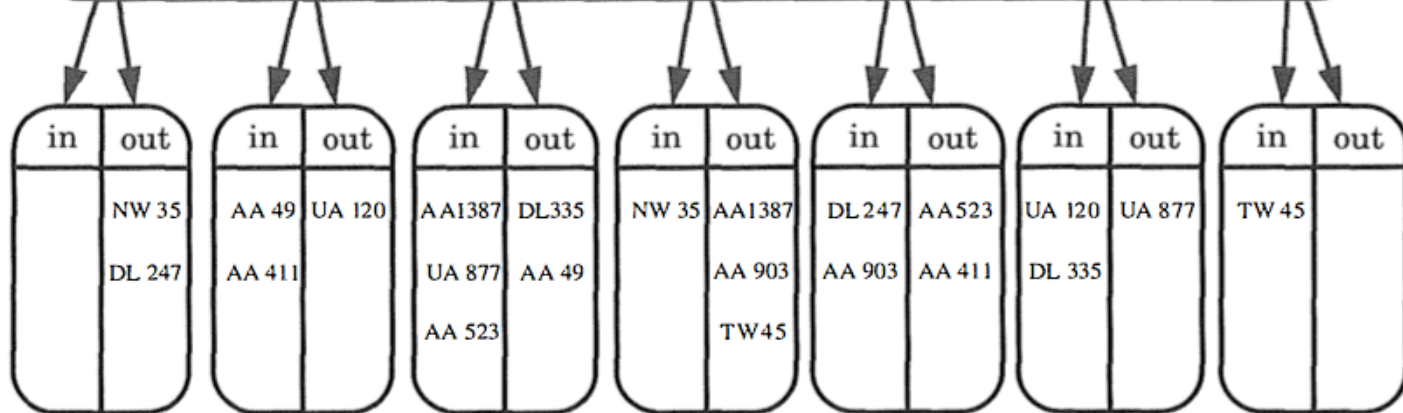 in out in out in out in out in out in out in out
NW 35 AA 49 UA 120 AA1387 DL335 NW 35 AA1387 DL 247 AA523 UA 120 UA 877 TW 45
DL 247 AA 411 UA 877 AA 49 AA 903 AA 903 AA 411 DL 335
AA 523 TW45